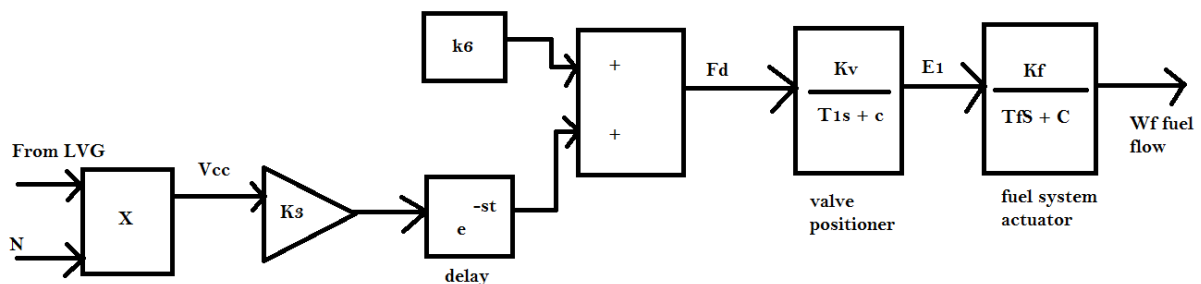 k6
+
+
Fd
Kv
T1s + c
E1
Kf
TfS + C
Wf fuel
flow
From LVG
N
X
Vcc
K3
-st
e
delay
valve
positioner
fuel system
actuator